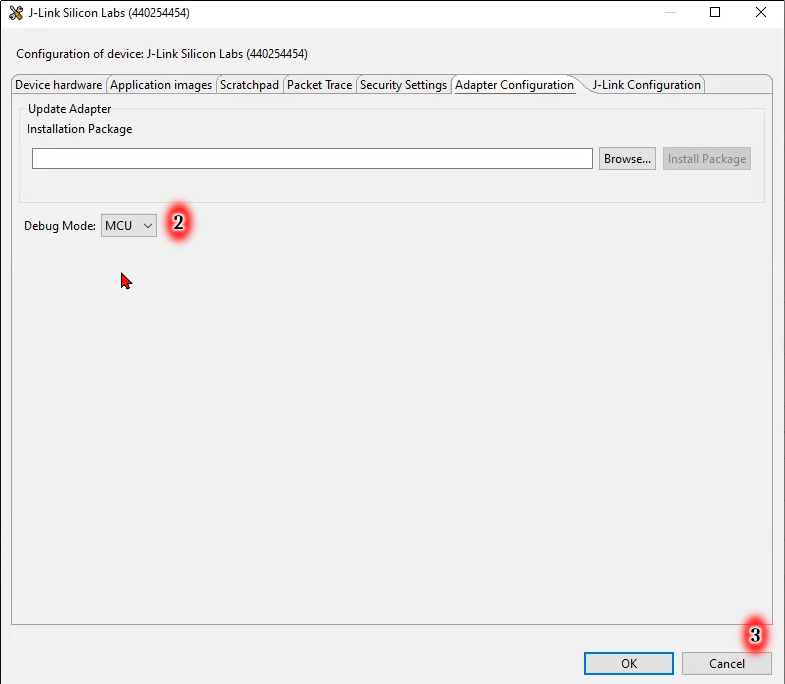 J-Link Silicon Labs (440254454)
Configuration of device: J-Link Silicon Labs (440254454)
Device hardware Application images Scratchpad Packet Trace Security Settings Adapter Configuration J-Link Configuration
Update Adapter
Installation Package
Browse... Install Package
Debug Mode: MCU 2
3
OK Cancel